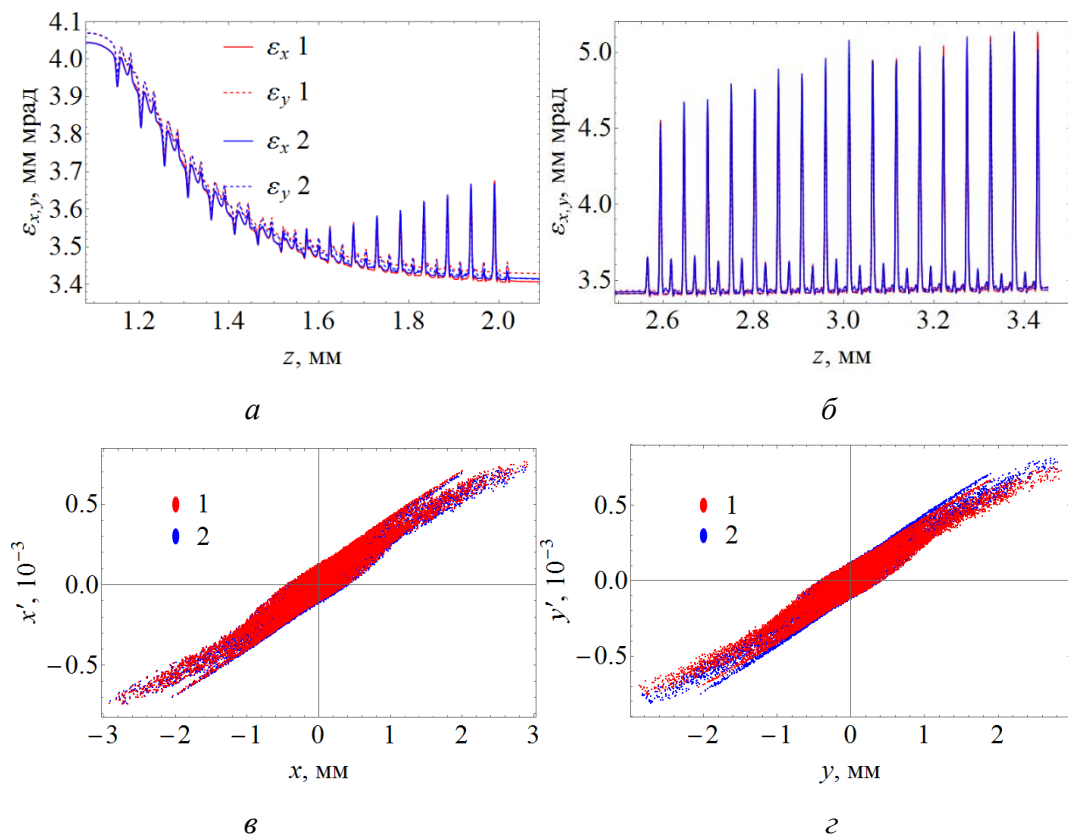 4.1
4.0
3.9
3.8
3.7
3.6
3.5
3.4
εx,y, мм мрад
εx 1
εy 1
εx 2
εy 2
1.2 1.4 1.6 1.8 2.0
z, мм
а
5.0
4.5
4.0
3.5
εx,y, мм мрад
2.6 2.8 3.0 3.2 3.4
z, мм
б
0.5
0.0
−0.5
x′, 10−3
1
2
−3 −2 −1 0 1 2 3
x, мм
в
0.5
0.0
−0.5
y′, 10−3
1
2
−2 −1 0 1 2
y, мм
г